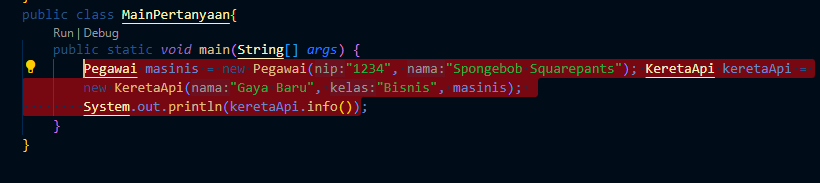 public class MainPertanyaan{
Run | Debug
public static void main(String[] args) {
Pegawai masinis = new Pegawai(nip:"1234", nama:"Spongebob Squarepants"); KeretaApi keretaApi =
new KeretaApi(nama:"Gaya Baru", kelas:"Bisnis", masinis);
System.out.println(keretaApi.info());
}
}